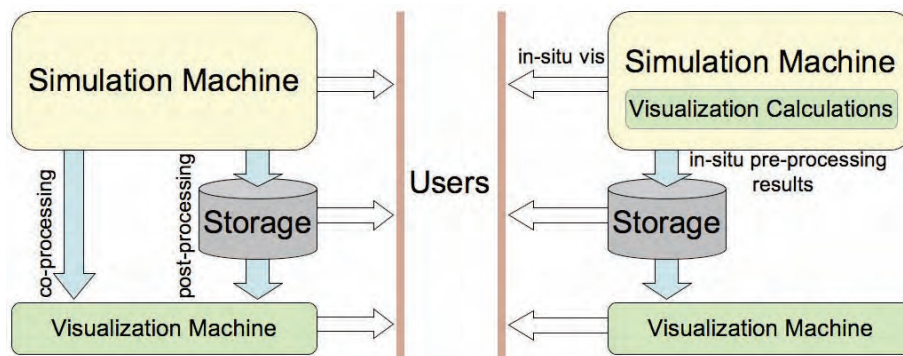 Simulation Machine
co-processing
post-processing
Storage
Visualization Machine
Users
in-situ vis
Simulation Machine
Visualization Calculations
in-situ pre-processing
results
Storage
Visualization Machine